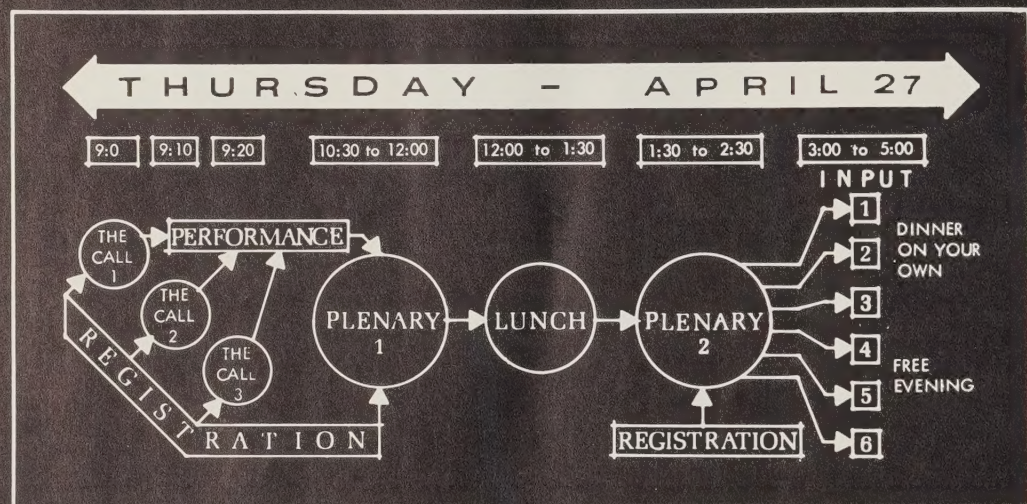 THURSDAY - APRIL 27
9:0 9:10 9:20 10:30 to 12:00 12:00 to 1:30 1:30 to 2:30 3:00 to 5:00
INPUT
THE
CALL
1
PERFORMANCE
THE
CALL
2
THE
CALL
3
REGISTRATION
PLENARY
1
LUNCH
PLENARY
2
REGISTRATION
1
2
3
4
5
6
DINNER
ON YOUR
OWN
FREE
EVENING